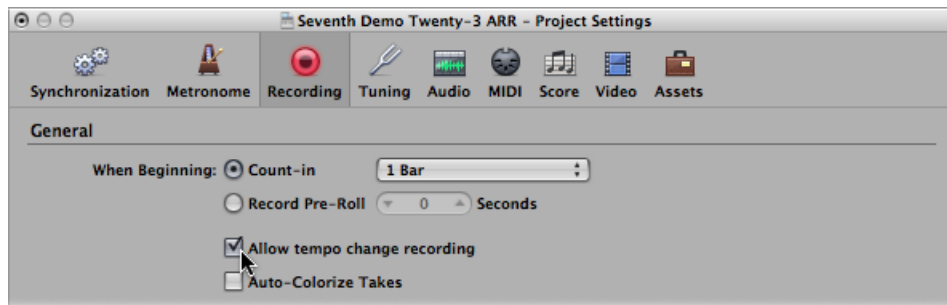 Seventh Demo Twenty-3 ARR - Project Settings
Synchronization Metronome Recording Tuning Audio MIDI Score Video Assets
General
When Beginning: Count-in 1 Bar
Record Pre-Roll 0 Seconds
Allow tempo change recording
Auto-Colorize Takes